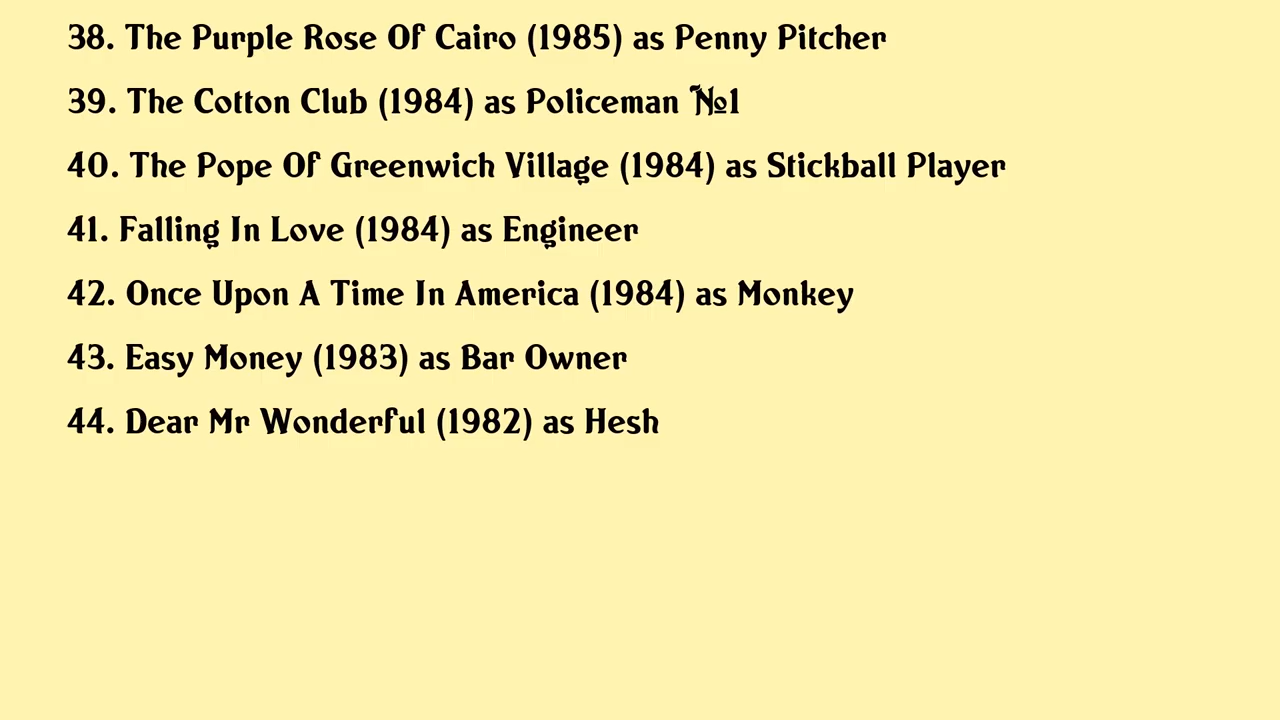 38. The Purple Rose Of Cairo (1985) as Penny Pitcher
39. The Cotton Club (1984) as Policeman №1
40. The Pope Of Greenwich Village (1984) as Stickball Player
41. Falling In Love (1984) as Engineer
42. Once Upon A Time In America (1984) as Monkey
43. Easy Money (1983) as Bar Owner
44. Dear Mr Wonderful (1982) as Hesh